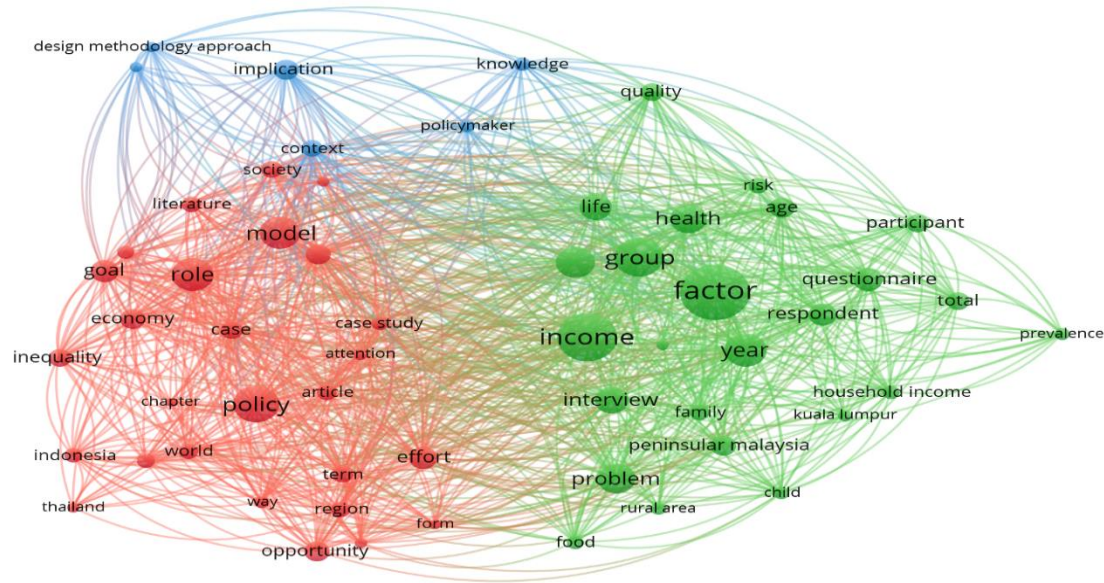 design methodology approach
implication
knowledge
quality
policymaker
context
society
risk
literature
life
health
age
model
participant
goal
role
group
questionnaire
factor
total
economy
case
case study
respondent
income
prevalence
inequality
attention
year
chapter
article
household income
policy
interview
family
kuala lumpur
indonesia
world
effort
peninsular malaysia
term
problem
thailand
way
region
child
rural area
form
opportunity
food